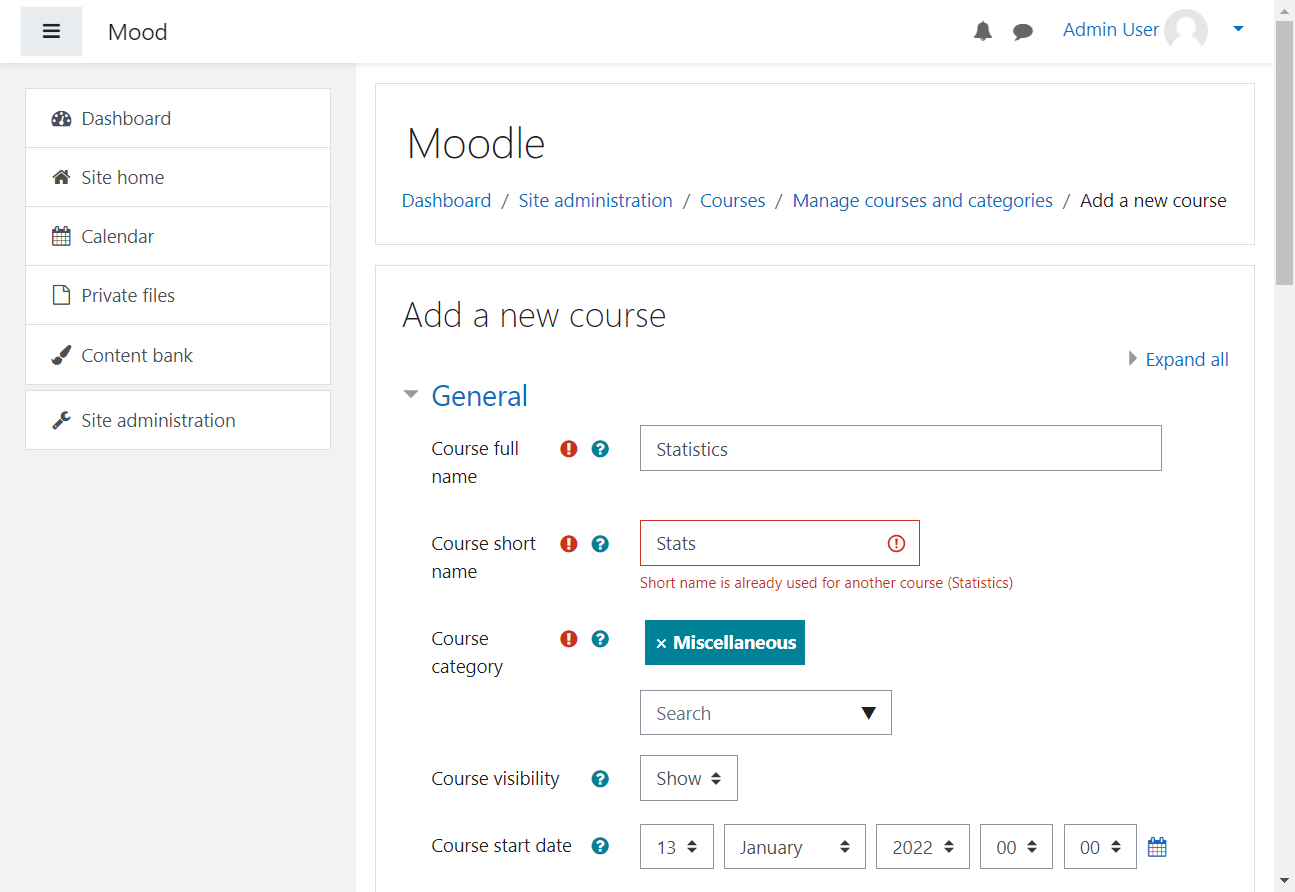 Mood
Admin User
Dashboard
Site home
Calendar
Private files
Content bank
Site administration
Moodle
Dashboard / Site administration / Courses / Manage courses and categories / Add a new course
Add a new course
Expand all
General
Course full
name
Statistics
Course short
name
Stats
Short name is already used for another course (Statistics)
Course
category
× Miscellaneous
Search
Course visibility
Show
Course start date
13 January 2022 00 00